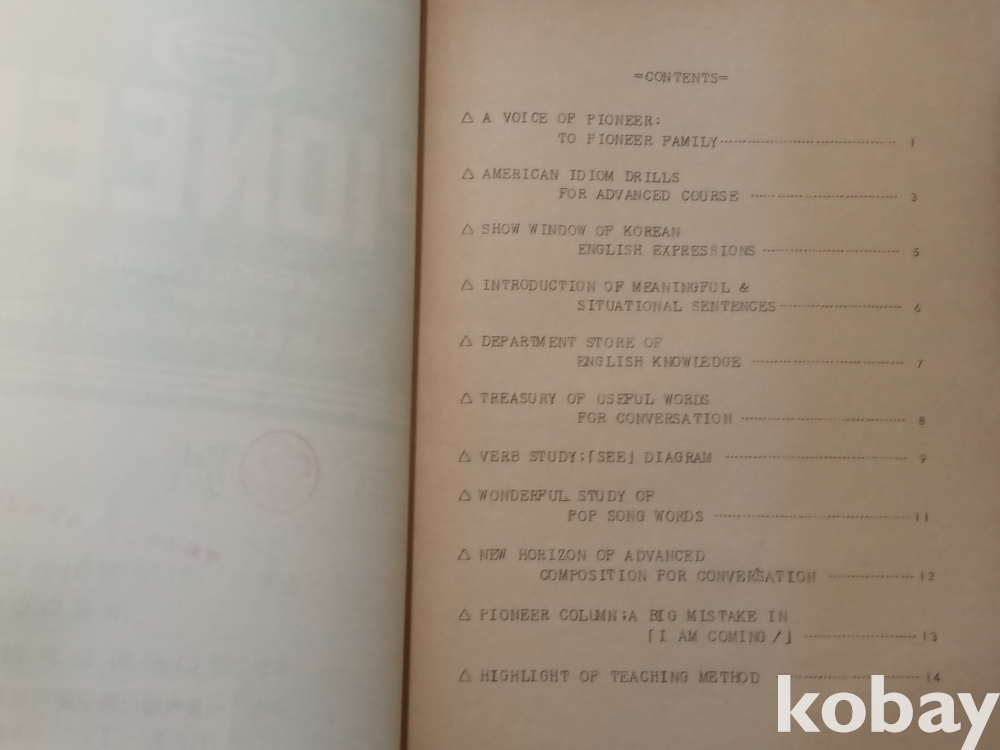 =CONTENTS=
△ A VOICE OF PIONEER:
TO PIONEER FAMILY 1
△ AMERICAN IDIOM DRILLS
FOR ADVANCED COURSE 3
△ SHOW WINDOW OF KOREAN
ENGLISH EXPRESSIONS 5
△ INTRODUCTION OF MEANINGFUL &
SITUATIONAL SENTENCES 6
△ DEPARTMENT STORE OF
ENGLISH KNOWLEDGE 7
△ TREASURY OF USEFUL WORDS
FOR CONVERSATION 8
△ VERB STUDY;「SEE」 DIAGRAM 9
△ WONDERFUL STUDY OF
POP SONG WORDS 11
△ NEW HORIZON OF ADVANCED
COMPOSITION FOR CONVERSATION 12
△ PIONEER COLUMN;A BIG MISTAKE IN
「I AM COMING!」 13
△ HIGHLIGHT OF TEACHING METHOD 14
kobay